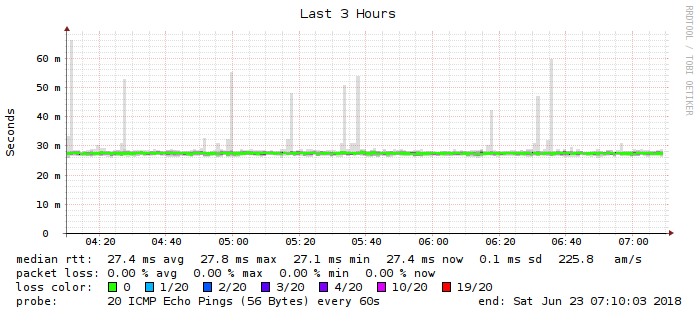 Last 3 Hours
RRDTOOL / TOBI OETIKER
Seconds
60 m
50 m
40 m
30 m
20 m
10 m
0
04:20 04:40 05:00 05:20 05:40 06:00 06:20 06:40 07:00
median rtt: 27.4 ms avg 27.8 ms max 27.1 ms min 27.4 ms now 0.1 ms sd 225.8 am/s
packet loss: 0.00 % avg 0.00 % max 0.00 % min 0.00 % now
loss color: 0 1/20 2/20 3/20 4/20 10/20 19/20
probe: 20 ICMP Echo Pings (56 Bytes) every 60s end: Sat Jun 23 07:10:03 2018